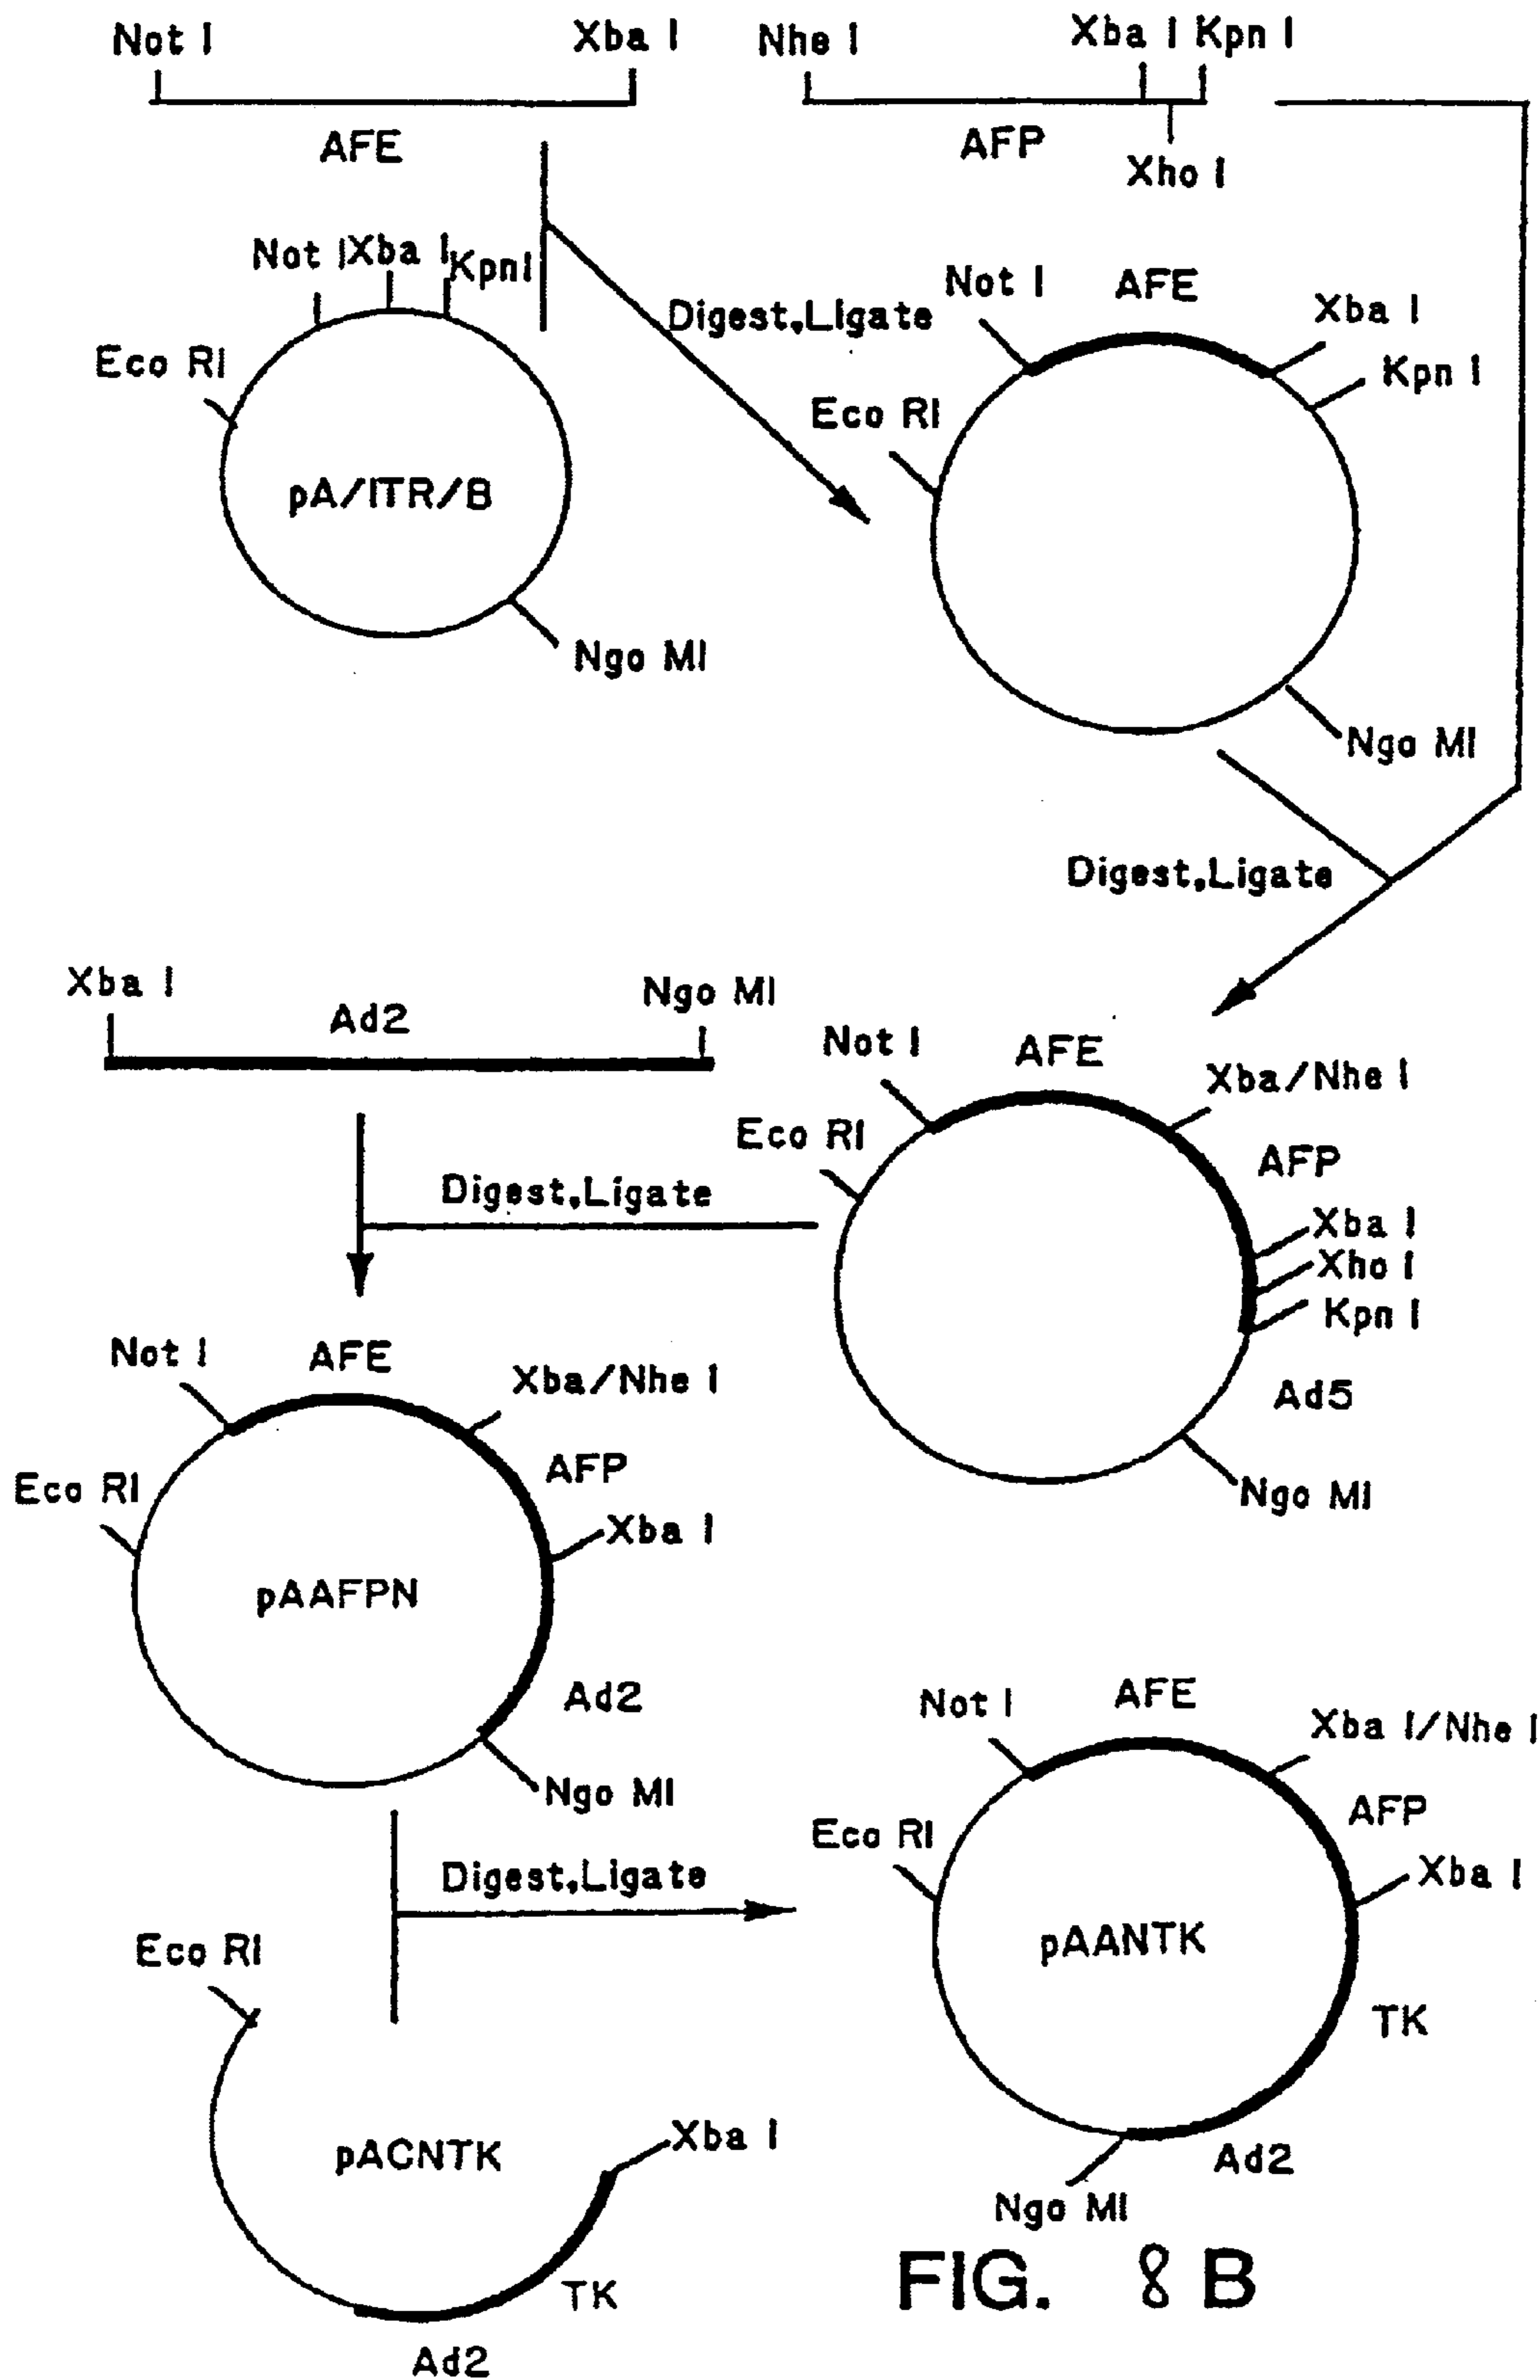 Not I
Xba I
Nhe I
Xba I Kpn I
AFE
AFP
Xho I
Not I Xba I KpnI
Eco RI
pA/ITR/B
Ngo MI
Digest,Ligate
Not I
AFE
Xba I
Kpn I
Eco RI
Ngo MI
Digest,Ligate
Xba I
Ad2
Ngo MI
Digest,Ligate
Not I
AFE
Xba/Nhe I
Eco RI
AFP
Xba I
Xho I
Kpn I
Ad5
Ngo MI
Not I
AFE
Xba/Nhe I
AFP
Eco RI
Xba I
pAAFPN
Ad2
Ngo MI
Digest,Ligate
Eco RI
pACNTK
Xba I
TK
Ad2
Not I
AFE
Xba I/Nhe I
AFP
Eco RI
Xba I
pAANTK
TK
Ad2
Ngo MI
FIG. 8 B